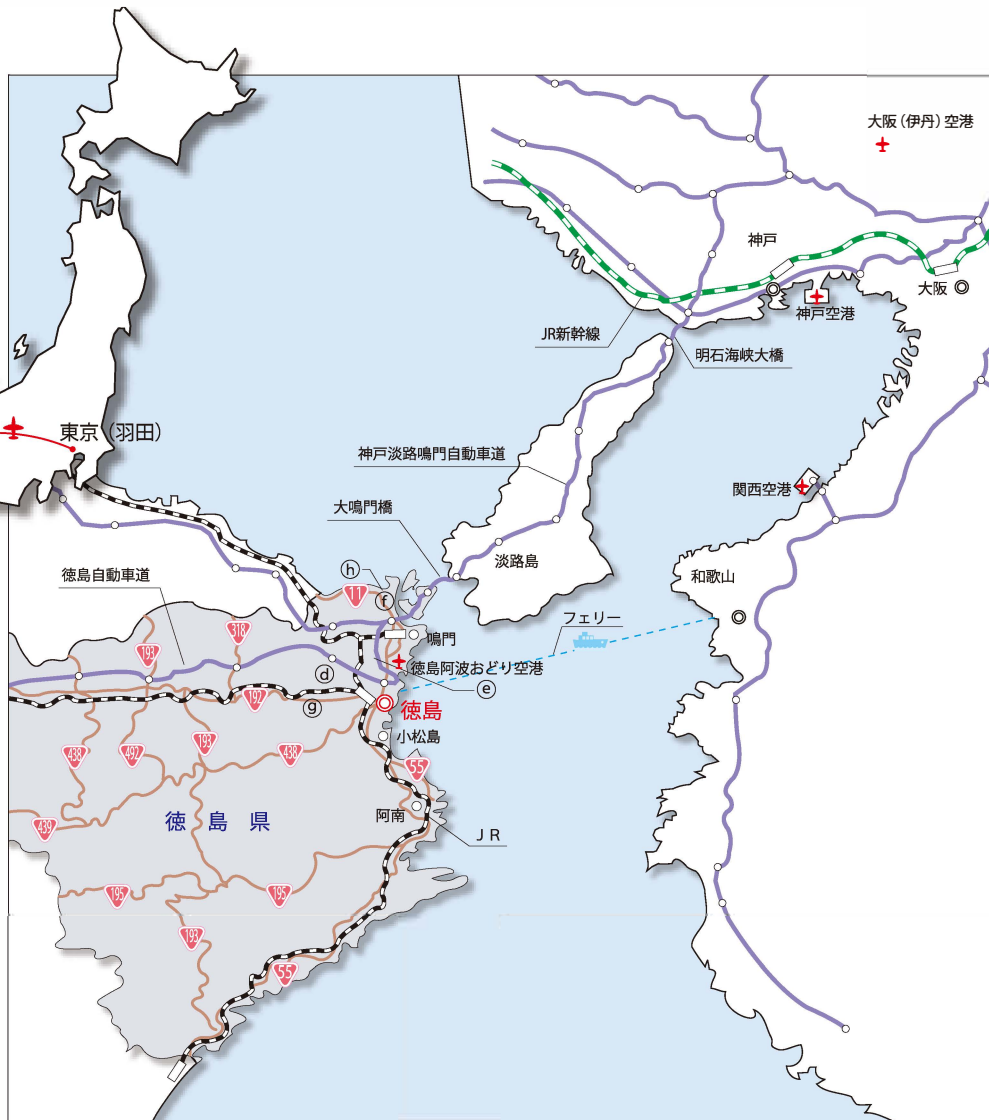 大阪(伊丹)空港
神戸
大阪
神戸空港
JR新幹線
明石海峡大橋
東京(羽田)
神戸淡路鳴門自動車道
関西空港
大鳴門橋
淡路島
徳島自動車道
和歌山
ⓗ
11
ⓕ
フェリー
318
鳴門
193
徳島阿波おどり空港
ⓓ
ⓔ
192
ⓖ
徳島
小松島
438
492
193
438
55
439
徳島県
阿南
JR
195
195
193
55